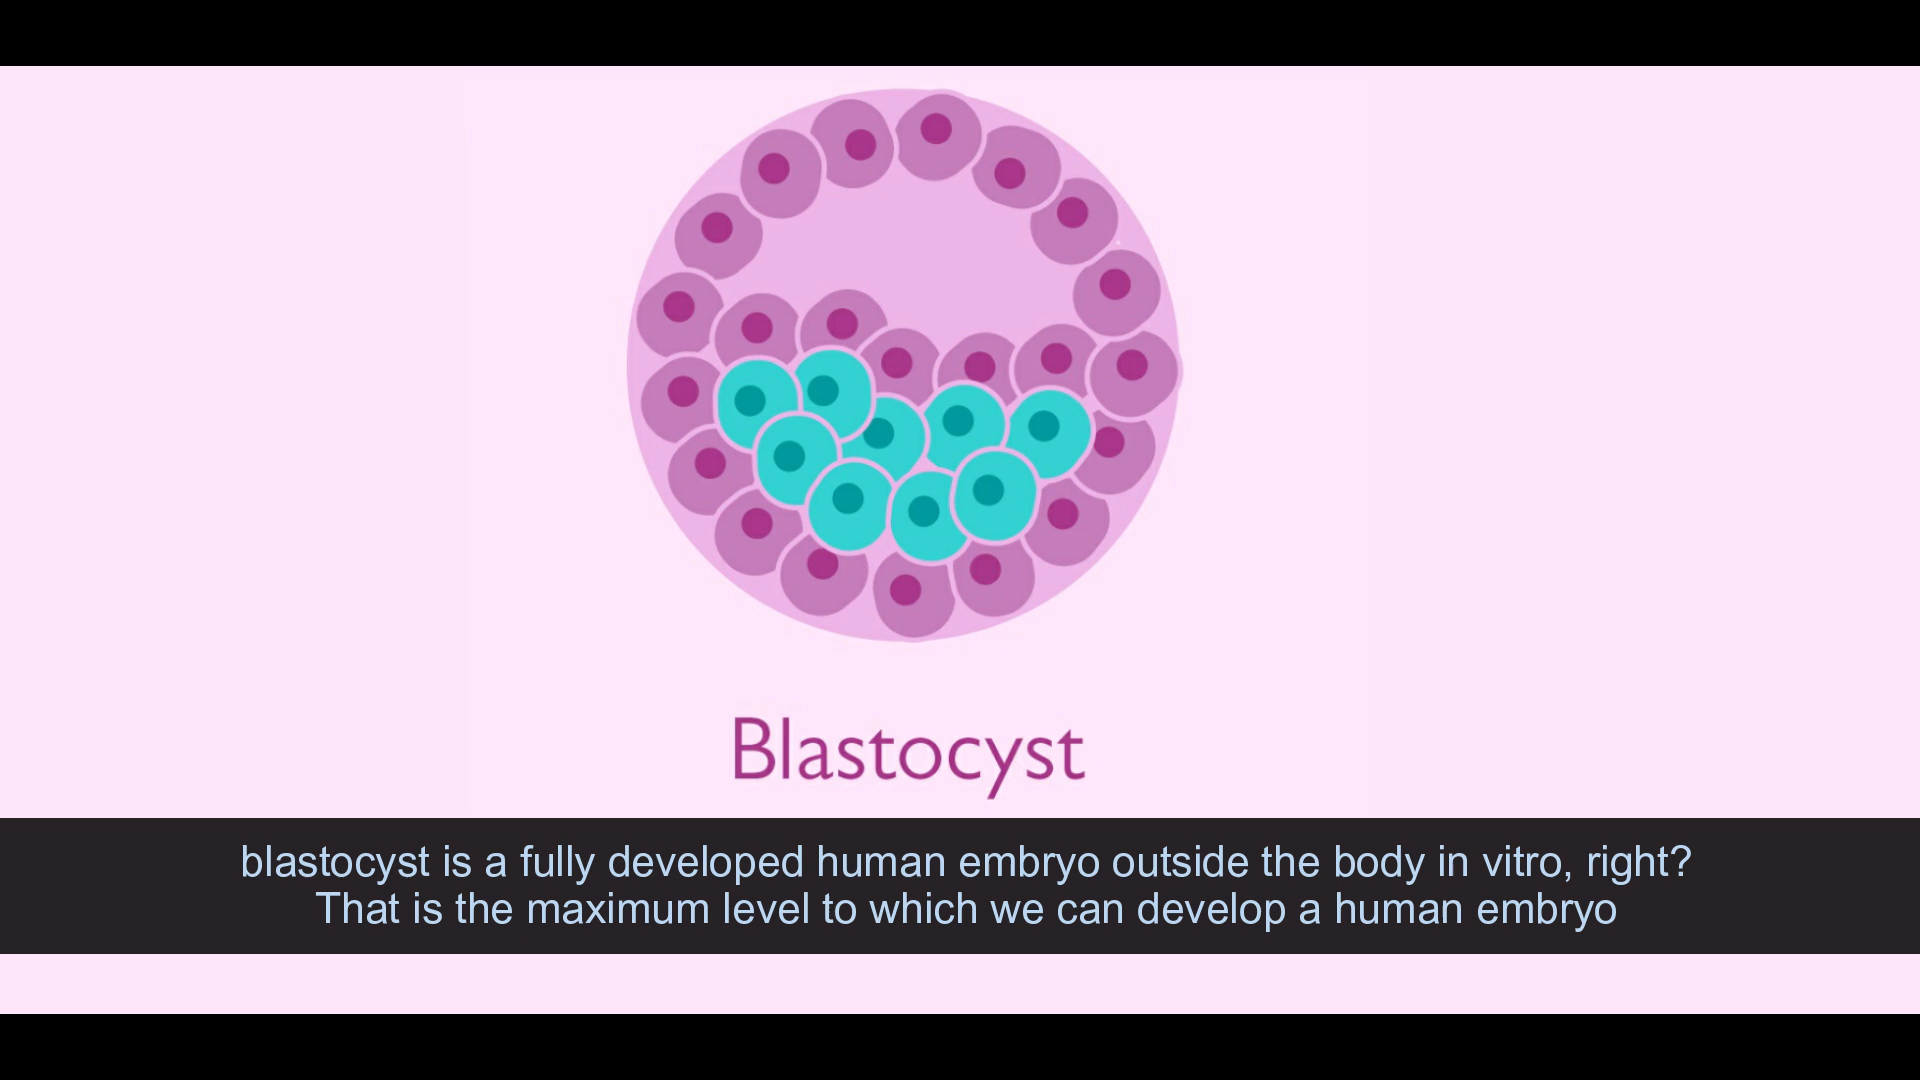 Blastocyst
blastocyst is a fully developed human embryo outside the body in vitro, right?
That is the maximum level to which we can develop a human embryo